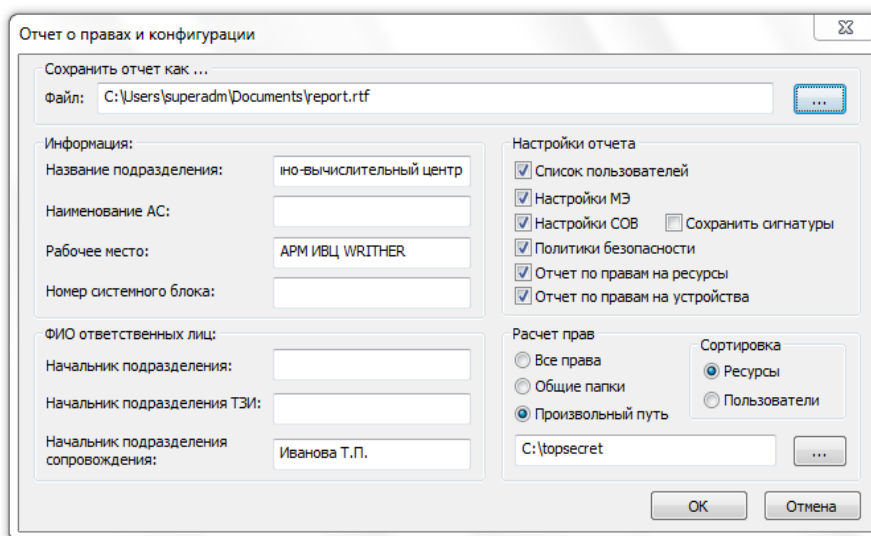 Отчет о правах и конфигурации
Сохранить отчет как ...
Файл: C:\Users\superadm\Documents\report.rtf ...
Информация:
Название подразделения: но-вычислительный центр
Наименование АС:
Рабочее место: АРМ ИВЦ WRITHER
Номер системного блока:
Настройки отчета
Список пользователей
Настройки МЭ
Настройки СОВ Сохранить сигнатуры
Политики безопасности
Отчет по правам на ресурсы
Отчет по правам на устройства
ФИО ответственных лиц:
Начальник подразделения:
Начальник подразделения ТЗИ:
Начальник подразделения
сопровождения: Иванова Т.П.
Расчет прав
Все права
Общие папки
Произвольный путь
Сортировка
Ресурсы
Пользователи
C:\topsecret ...
ОК Отмена